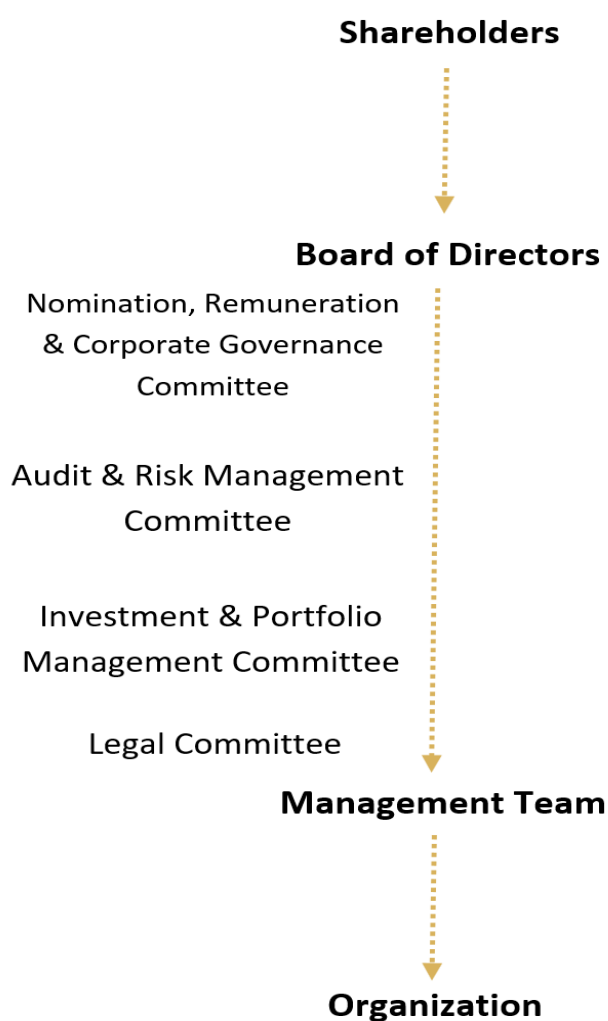 Shareholders
Board of Directors
Nomination, Remuneration
& Corporate Governance
Committee
Audit & Risk Management
Committee
Investment & Portfolio
Management Committee
Legal Committee
Management Team
Organization